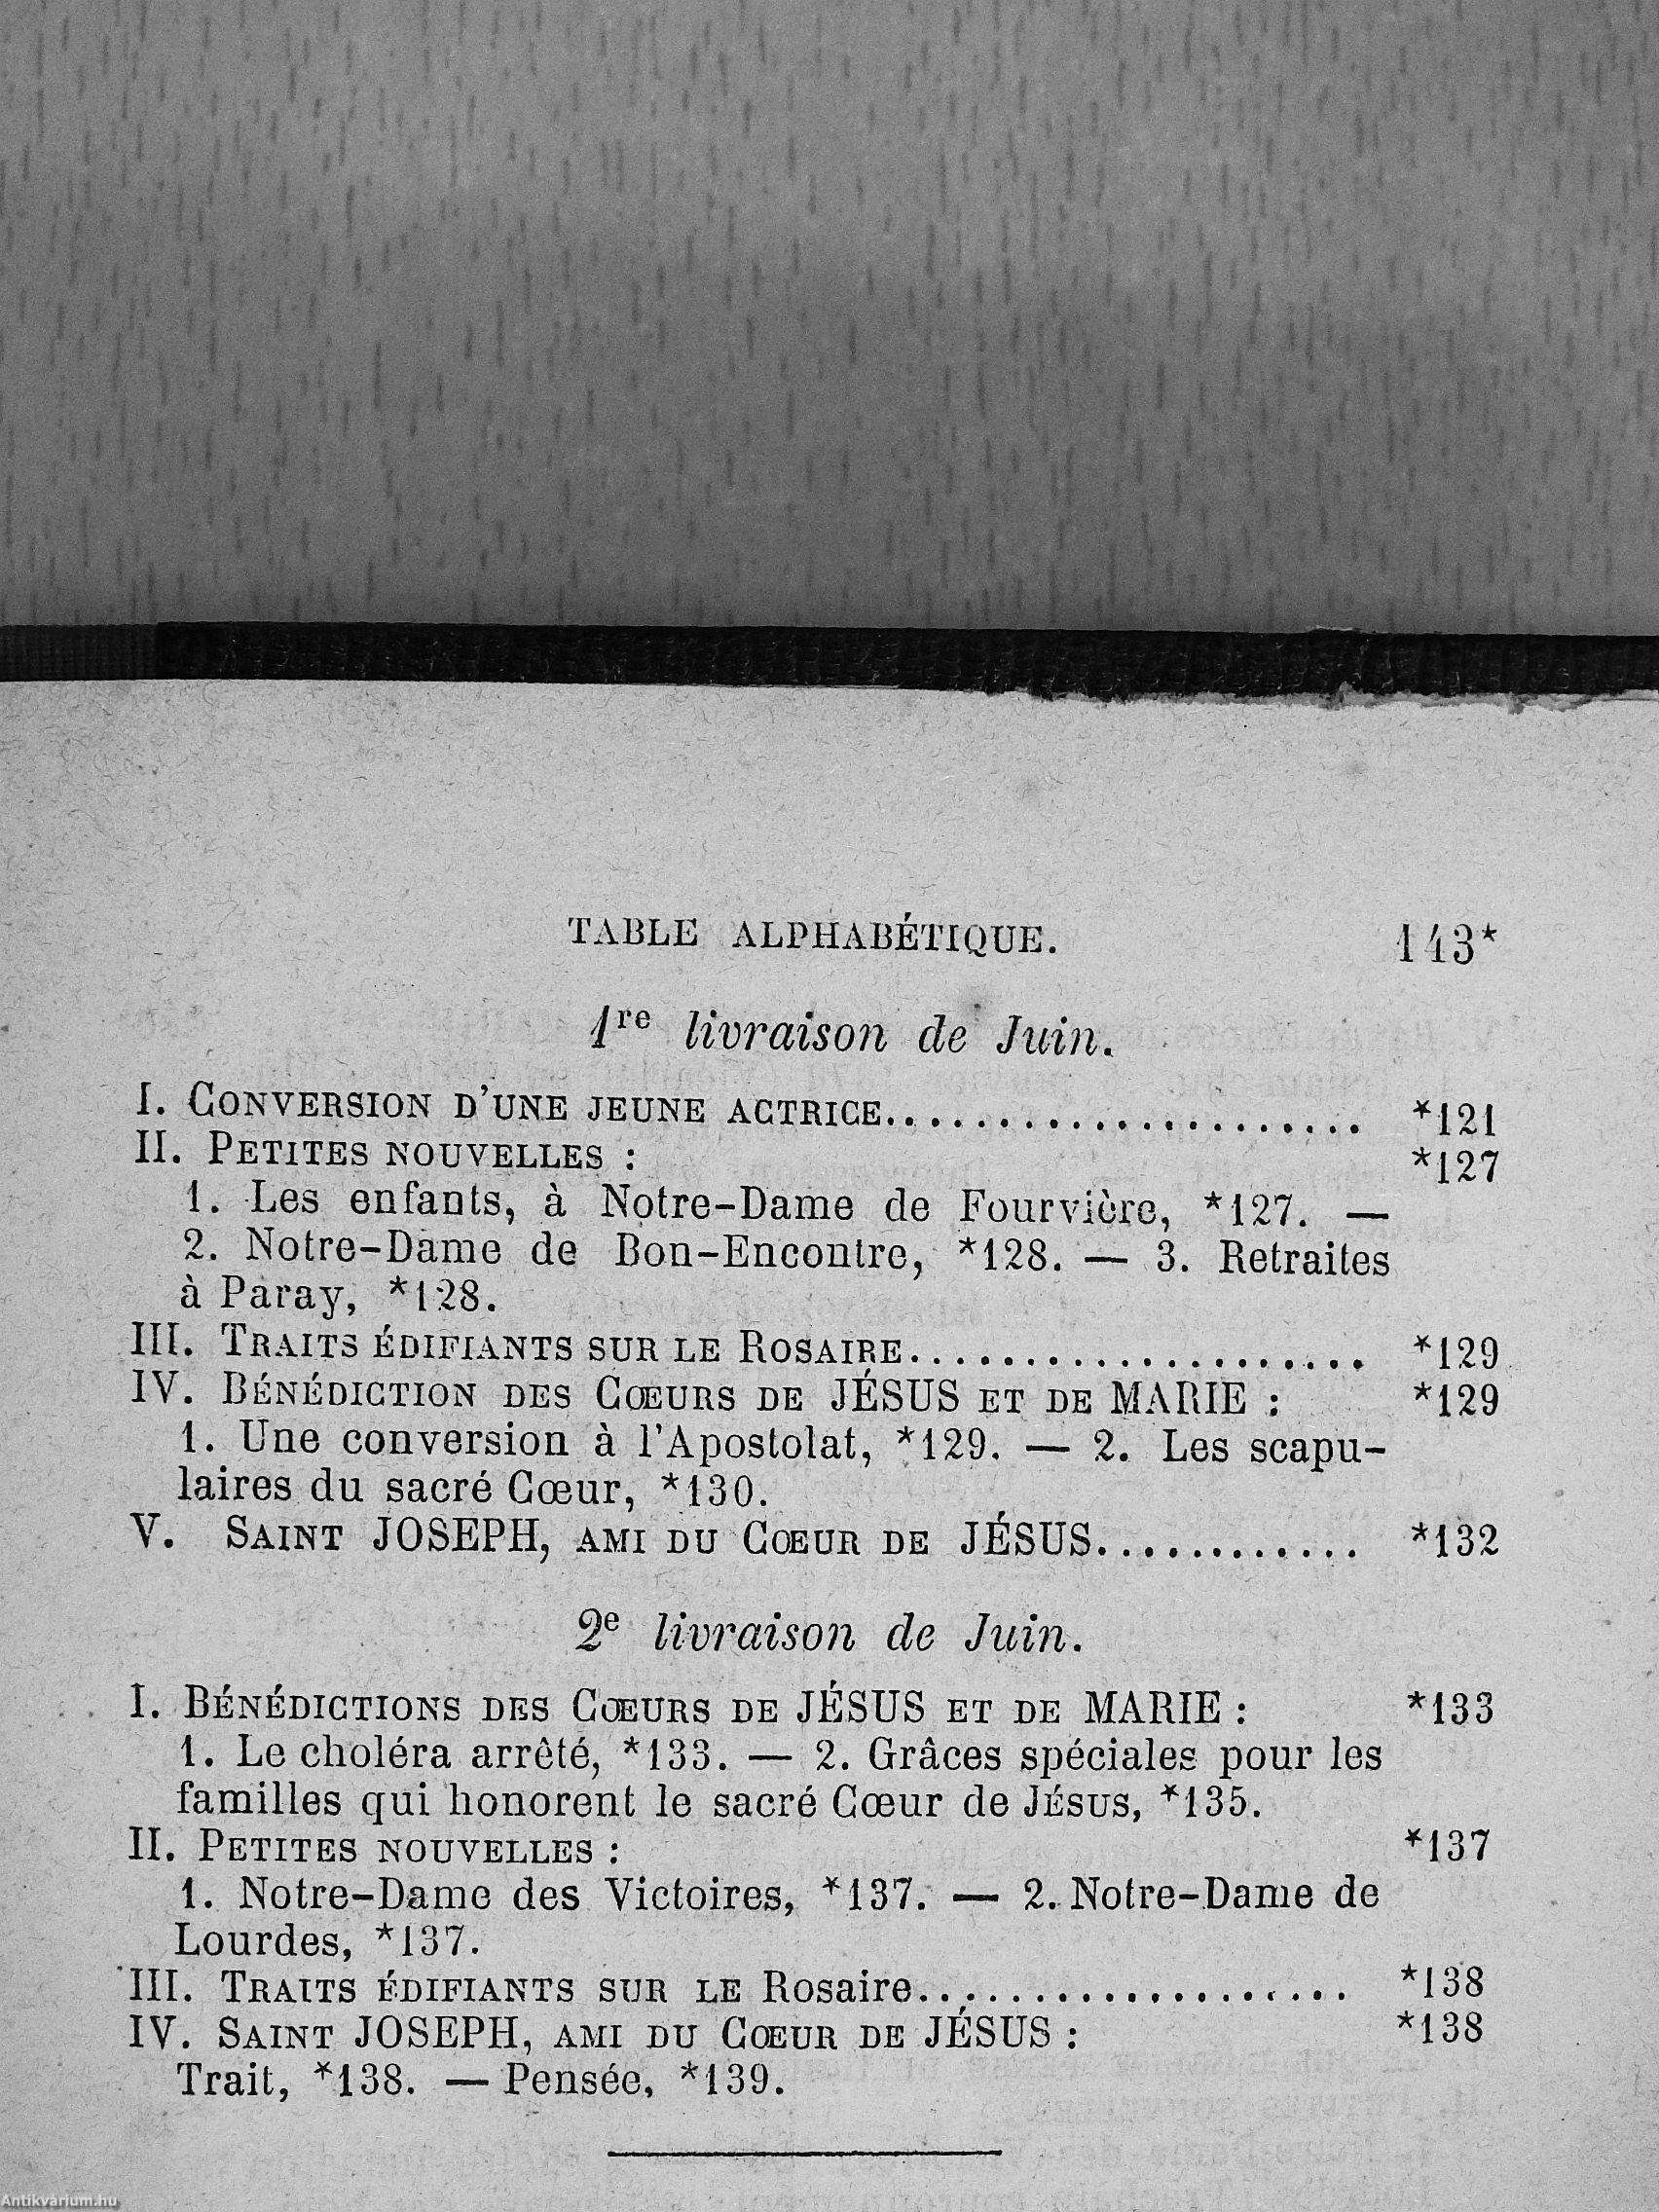 TABLE ALPHABÉTIQUE. 143*
1re livraison de Juin.
I. CONVERSION D'UNE JEUNE ACTRICE.................... *121
II. PETITES NOUVELLES : *127
1. Les enfants, à Notre-Dame de Fourvière, *127. —
2. Notre-Dame de Bon-Encontre, *128. — 3. Retraites
à Paray, *128.
III. TRAITS ÉDIFIANTS SUR LE ROSAIRE.................... *129
IV. BÉNÉDICTION DES CŒURS DE JÉSUS ET DE MARIE : *129
1. Une conversion à l'Apostolat, *129. — 2. Les scapu-
laires du sacré Cœur, *130.
V. SAINT JOSEPH, AMI DU CŒUR DE JÉSUS............ *132
2e livraison de Juin.
I. BÉNÉDICTIONS DES CŒURS DE JÉSUS ET DE MARIE : *133
1. Le choléra arrêté, *133. — 2. Grâces spéciales pour les
familles qui honorent le sacré Cœur de JÉSUS, *135.
II. PETITES NOUVELLES : *137
1. Notre-Dame des Victoires, *137. — 2. Notre-Dame de
Lourdes, *137.
III. TRAITS ÉDIFIANTS SUR LE Rosaire................... *138
IV. SAINT JOSEPH, AMI DU CŒUR DE JÉSUS : *138
Trait, *138. — Pensée, *139.
Antikvárium.hu